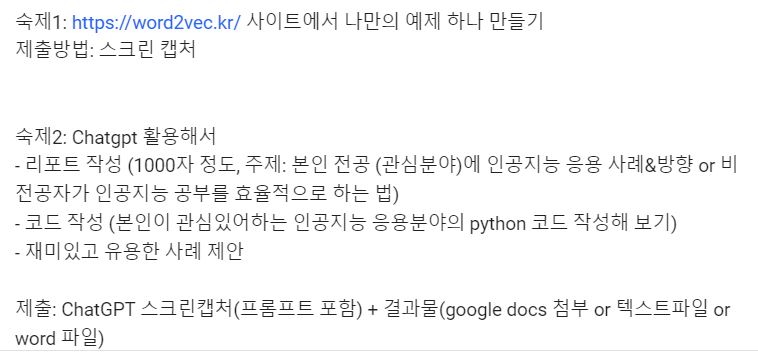 숙제1: https://word2vec.kr/ 사이트에서 나만의 예제 하나 만들기
제출방법: 스크린 캡처
숙제2: Chatgpt 활용해서
- 리포트 작성 (1000자 정도, 주제: 본인 전공 (관심분야)에 인공지능 응용 사례&방향 or 비
전공자가 인공지능 공부를 효율적으로 하는 법)
- 코드 작성 (본인이 관심있어하는 인공지능 응용분야의 python 코드 작성해 보기)
- 재미있고 유용한 사례 제안
제출: ChatGPT 스크린캡처(프롬프트 포함) + 결과물(google docs 첨부 or 텍스트파일 or
word 파일)